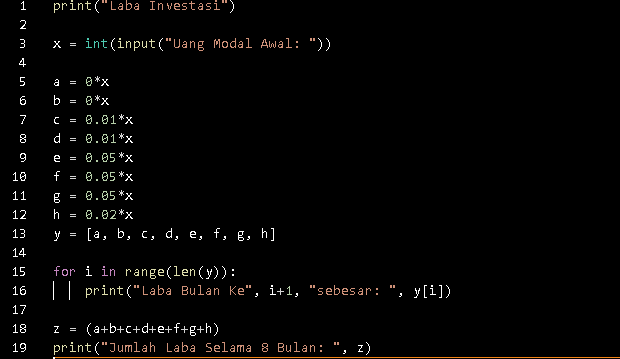 1 print("Laba Investasi")
2
3 x = int(input("Uang Modal Awal: "))
4
5 a = 0*x
6 b = 0*x
7 c = 0.01*x
8 d = 0.01*x
9 e = 0.05*x
10 f = 0.05*x
11 g = 0.05*x
12 h = 0.02*x
13 y = [a, b, c, d, e, f, g, h]
14
15 for i in range(len(y)):
16 print("Laba Bulan Ke", i+1, "sebesar: ", y[i])
17
18 z = (a+b+c+d+e+f+g+h)
19 print("Jumlah Laba Selama 8 Bulan: ", z)